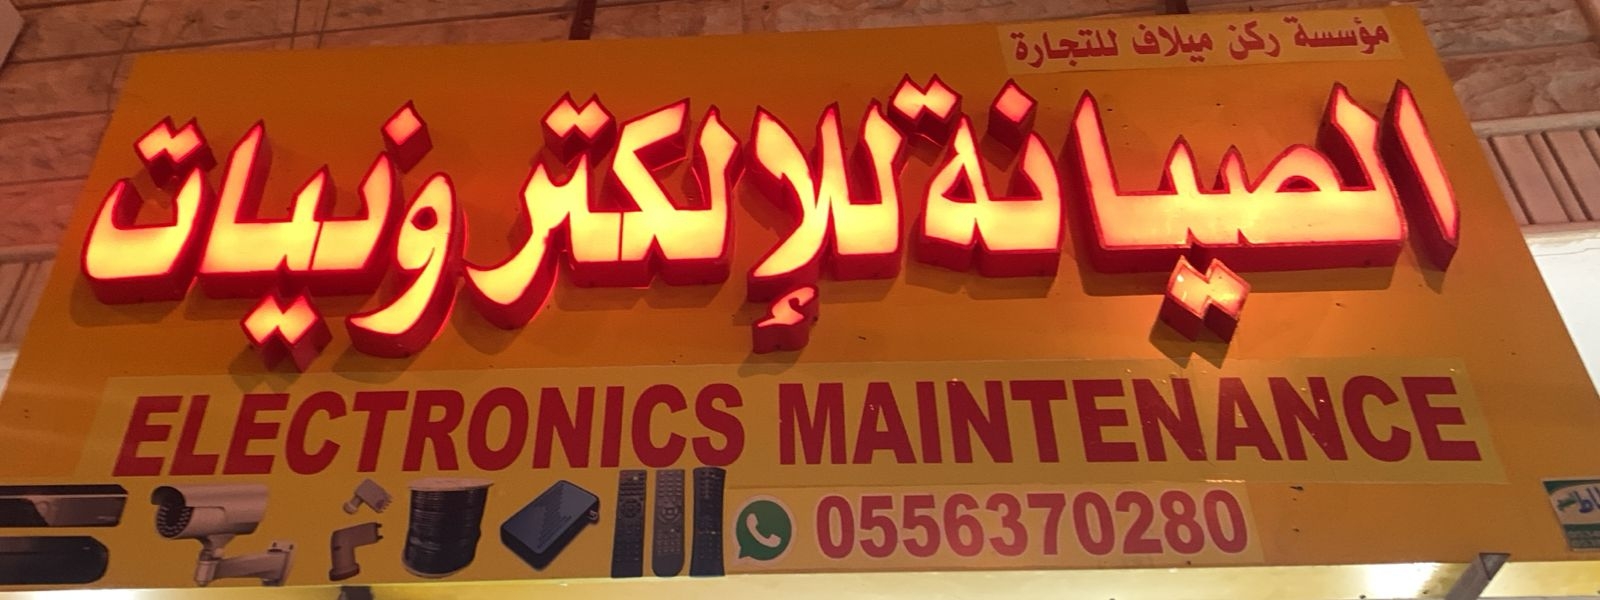 مؤسسة ركن ميلاف للتجارة
الصيانة للإلكترونيات
ELECTRONICS MAINTENANCE
0556370280